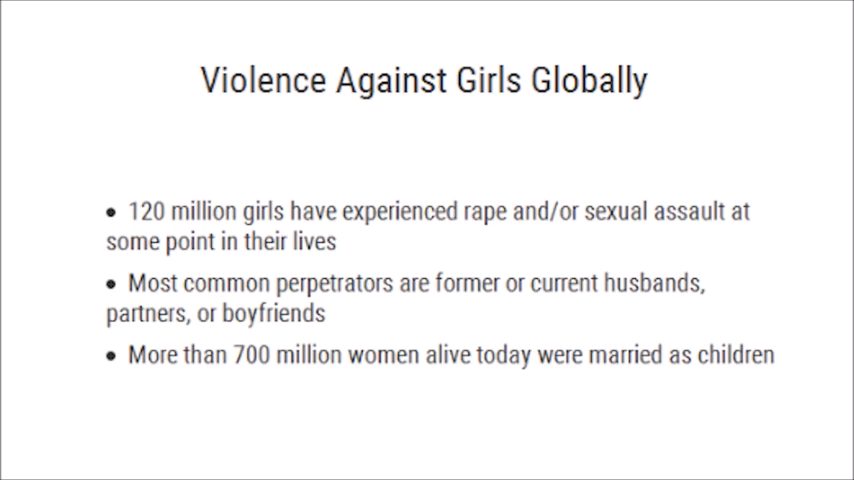 Violence Against Girls Globally
• 120 million girls have experienced rape and/or sexual assault at
some point in their lives
• Most common perpetrators are former or current husbands,
partners, or boyfriends
• More than 700 million women alive today were married as children